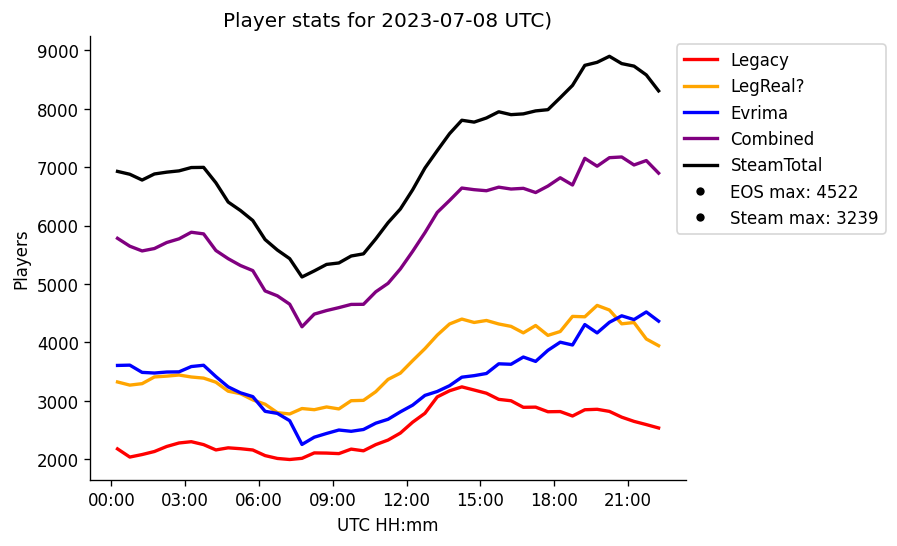 Player stats for 2023-07-08 UTC)
9000
8000
7000
6000
5000
4000
3000
2000
Players
00:00 03:00 06:00 09:00 12:00 15:00 18:00 21:00
UTC HH:mm
Legacy
LegReal?
Evrima
Combined
SteamTotal
EOS max: 4522
Steam max: 3239